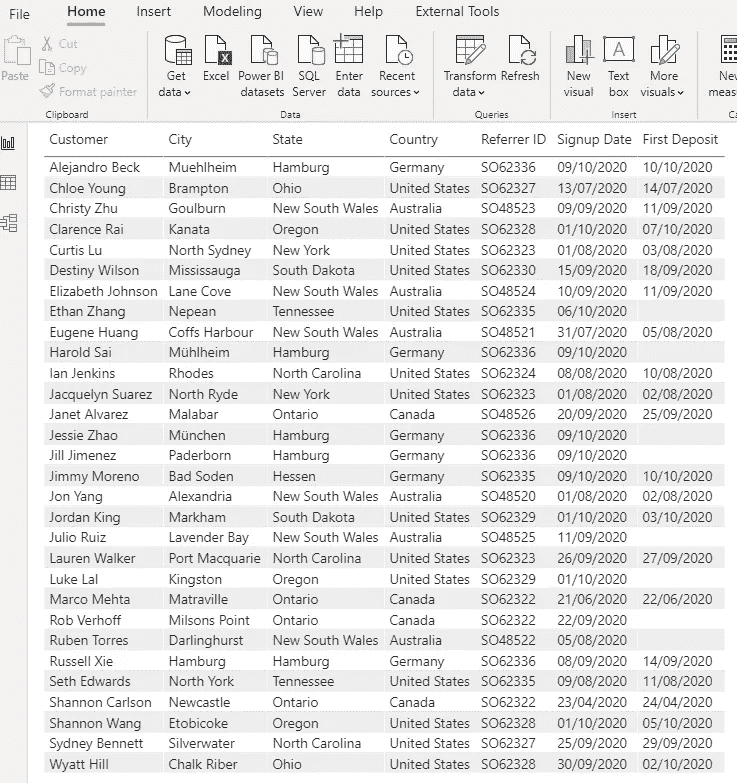 File Home Insert Modeling View Help External Tools
Paste Cut Copy Format painter
Get data Excel Power BI datasets SQL Server Enter data Recent sources Transform data Refresh New visual Text box More visuals New
Clipboard Data Queries Insert
Customer City State Country Referrer ID Signup Date First Deposit
Alejandro Beck Muehlheim Hamburg Germany SO62336 09/10/2020 10/10/2020
Chloe Young Brampton Ohio United States SO62327 13/07/2020 14/07/2020
Christy Zhu Goulburn New South Wales Australia SO48523 09/09/2020 11/09/2020
Clarence Rai Kanata Oregon United States SO62328 01/10/2020 07/10/2020
Curtis Lu North Sydney New York United States SO62323 01/08/2020 03/08/2020
Destiny Wilson Mississauga South Dakota United States SO62330 15/09/2020 18/09/2020
Elizabeth Johnson Lane Cove New South Wales Australia SO48524 10/09/2020 11/09/2020
Ethan Zhang Nepean Tennessee United States SO62335 06/10/2020
Eugene Huang Coffs Harbour New South Wales Australia SO48521 31/07/2020 05/08/2020
Harold Sai Mühlheim Hamburg Germany SO62336 09/10/2020
Ian Jenkins Rhodes North Carolina United States SO62324 08/08/2020 10/08/2020
Jacquelyn Suarez North Ryde New York United States SO62323 01/08/2020 02/08/2020
Janet Alvarez Malabar Ontario Canada SO48526 20/09/2020 25/09/2020
Jessie Zhao München Hamburg Germany SO62336 09/10/2020
Jill Jimenez Paderborn Hamburg Germany SO62336 09/10/2020
Jimmy Moreno Bad Soden Hessen Germany SO62335 09/10/2020 10/10/2020
Jon Yang Alexandria New South Wales Australia SO48520 01/08/2020 02/08/2020
Jordan King Markham South Dakota United States SO62329 01/10/2020 03/10/2020
Julio Ruiz Lavender Bay New South Wales Australia SO48525 11/09/2020
Lauren Walker Port Macquarie North Carolina United States SO62323 26/09/2020 27/09/2020
Luke Lal Kingston Oregon United States SO62329 01/10/2020
Marco Mehta Matraville Ontario Canada SO62322 21/06/2020 22/06/2020
Rob Verhoff Milsons Point Ontario Canada SO62322 22/09/2020
Ruben Torres Darlinghurst New South Wales Australia SO48522 05/08/2020
Russell Xie Hamburg Hamburg Germany SO62336 08/09/2020 14/09/2020
Seth Edwards North York Tennessee United States SO62335 09/08/2020 11/08/2020
Shannon Carlson Newcastle Ontario Canada SO62322 23/04/2020 24/04/2020
Shannon Wang Etobicoke Oregon United States SO62328 01/10/2020 05/10/2020
Sydney Bennett Silverwater North Carolina United States SO62327 25/09/2020 29/09/2020
Wyatt Hill Chalk Riber Ohio United States SO62328 30/09/2020 02/10/2020